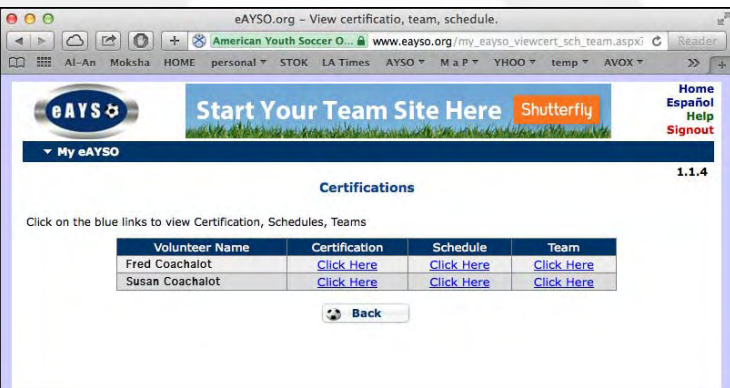 eAYSO.org – View certificatio, team, schedule.
American Youth Soccer O... www.eayso.org/my_eayso_viewcert_sch_team.aspx? Reader
Al-An Moksha HOME personal STOK LA Times AYSO M a P YHOO temp AVOX
eAYSO
Start Your Team Site Here Shutterfly
Home
Español
Help
Signout
My eAYSO
1.1.4
Certifications
Click on the blue links to view Certification, Schedules, Teams
Volunteer Name Certification Schedule Team
Fred Coachalot Click Here Click Here Click Here
Susan Coachalot Click Here Click Here Click Here
Back